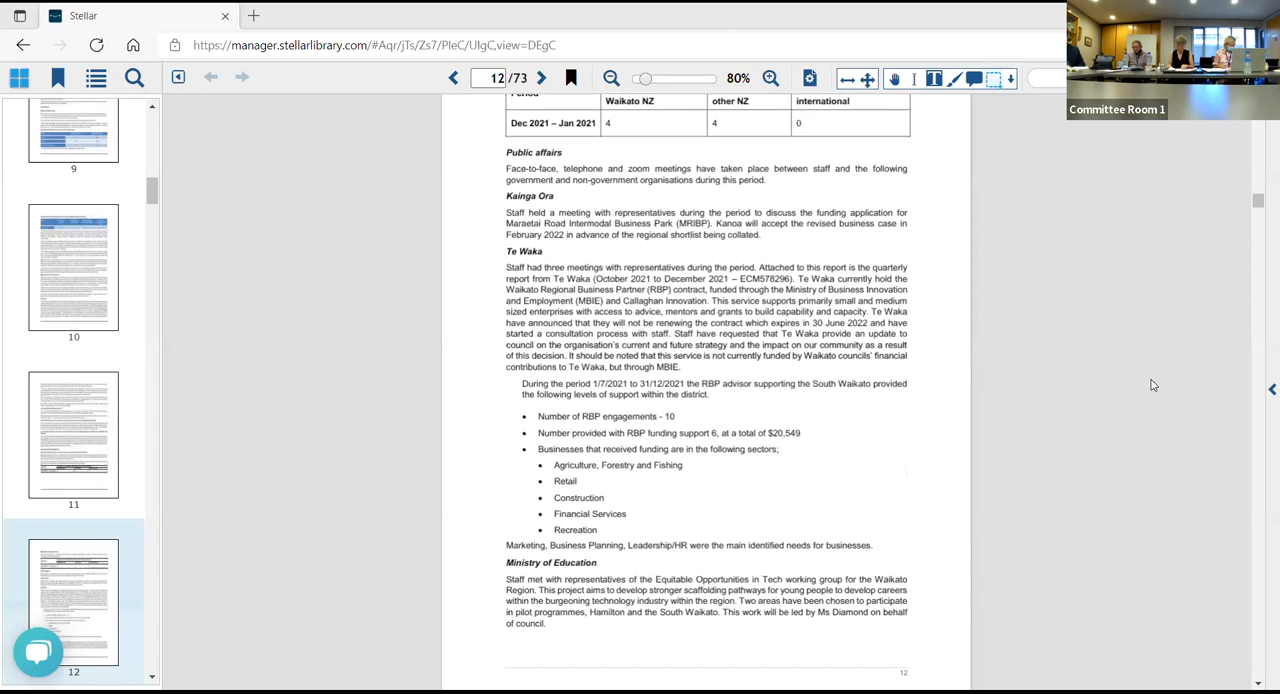 Stellar
https://manager.stellarlibrary.com/#Aqr/jTs/Zs7/PIeC/UIgC,view=DEgC
12 /73
80%
Committee Room 1
9
10
11
12
Period
Waikato NZ
other NZ
international
Dec 2021 – Jan 2021
4
4
0
Public affairs
Face-to-face, telephone and zoom meetings have taken place between staff and the following
government and non-government organisations during this period.
Kainga Ora
Staff held a meeting with representatives during the period to discuss the funding application for
Maraetai Road Intermodal Business Park (MRIBP). Kanoa will accept the revised business case in
February 2022 in advance of the regional shortlist being collated.
Te Waka
Staff had three meetings with representatives during the period. Attached to this report is the quarterly
report from Te Waka (October 2021 to December 2021 – ECM578296). Te Waka currently hold the
Waikato Regional Business Partner (RBP) contract, funded through the Ministry of Business Innovation
and Employment (MBIE) and Callaghan Innovation. This service supports primarily small and medium
sized enterprises with access to advice, mentors and grants to build capability and capacity. Te Waka
have announced that they will not be renewing the contract which expires in 30 June 2022 and have
started a consultation process with staff. Staff have requested that Te Waka provide an update to
council on the organisation's current and future strategy and the impact on our community as a result
of this decision. It should be noted that this service is not currently funded by Waikato councils' financial
contributions to Te Waka, but through MBIE.
During the period 1/7/2021 to 31/12/2021 the RBP advisor supporting the South Waikato provided
the following levels of support within the district.
• Number of RBP engagements - 10
• Number provided with RBP funding support 6, at a total of $20,549
• Businesses that received funding are in the following sectors;
• Agriculture, Forestry and Fishing
• Retail
• Construction
• Financial Services
• Recreation
Marketing, Business Planning, Leadership/HR were the main identified needs for businesses.
Ministry of Education
Staff met with representatives of the Equitable Opportunities in Tech working group for the Waikato
Region. This project aims to develop stronger scaffolding pathways for young people to develop careers
within the burgeoning technology industry within the region. Two areas have been chosen to participate
in pilot programmes, Hamilton and the South Waikato. This work will be led by Ms Diamond on behalf
of council.
12